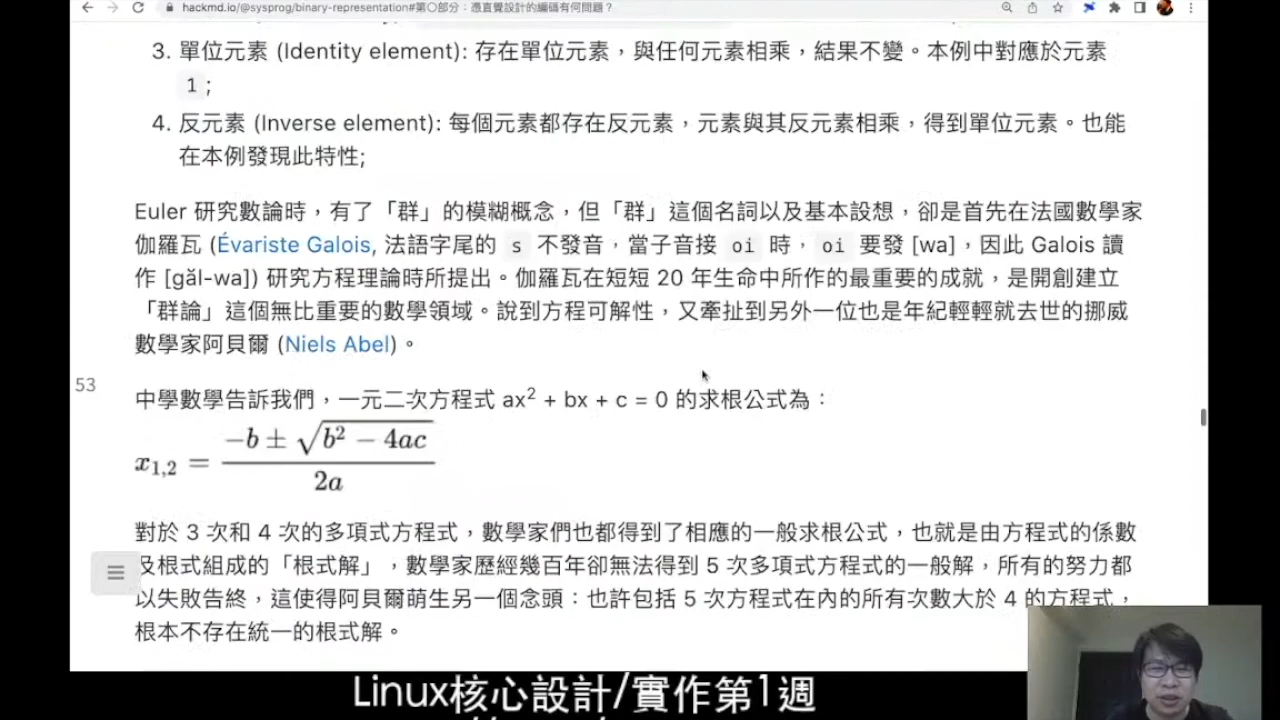 hackmd.io/@sysprog/binary-representation#第〇部分：憑直覺設計的編碼有何問題？
3. 單位元素 (Identity element): 存在單位元素，與任何元素相乘，結果不變。本例中對應於元素
1；
4. 反元素 (Inverse element): 每個元素都存在反元素，元素與其反元素相乘，得到單位元素。也能
在本例發現此特性;
Euler 研究數論時，有了「群」的模糊概念，但「群」這個名詞以及基本設想，卻是首先在法國數學家
伽羅瓦 (Évariste Galois, 法語字尾的 s 不發音，當子音接 oi 時，oi 要發 [wa]，因此 Galois 讀
作 [găl-wa]) 研究方程理論時所提出。伽羅瓦在短短 20 年生命中所作的最重要的成就，是開創建立
「群論」這個無比重要的數學領域。說到方程可解性，又牽扯到另外一位也是年紀輕輕就去世的挪威
數學家阿貝爾 (Niels Abel)。
53
中學數學告訴我們，一元二次方程式 ax² + bx + c = 0 的求根公式為：
x₁,₂ = (−b ± √(b² − 4ac)) / 2a
對於 3 次和 4 次的多項式方程式，數學家們也都得到了相應的一般求根公式，也就是由方程式的係數
及根式組成的「根式解」，數學家歷經幾百年卻無法得到 5 次多項式方程式的一般解，所有的努力都
以失敗告終，這使得阿貝爾萌生另一個念頭：也許包括 5 次方程式在內的所有次數大於 4 的方程式，
根本不存在統一的根式解。
Linux核心設計/實作第1週